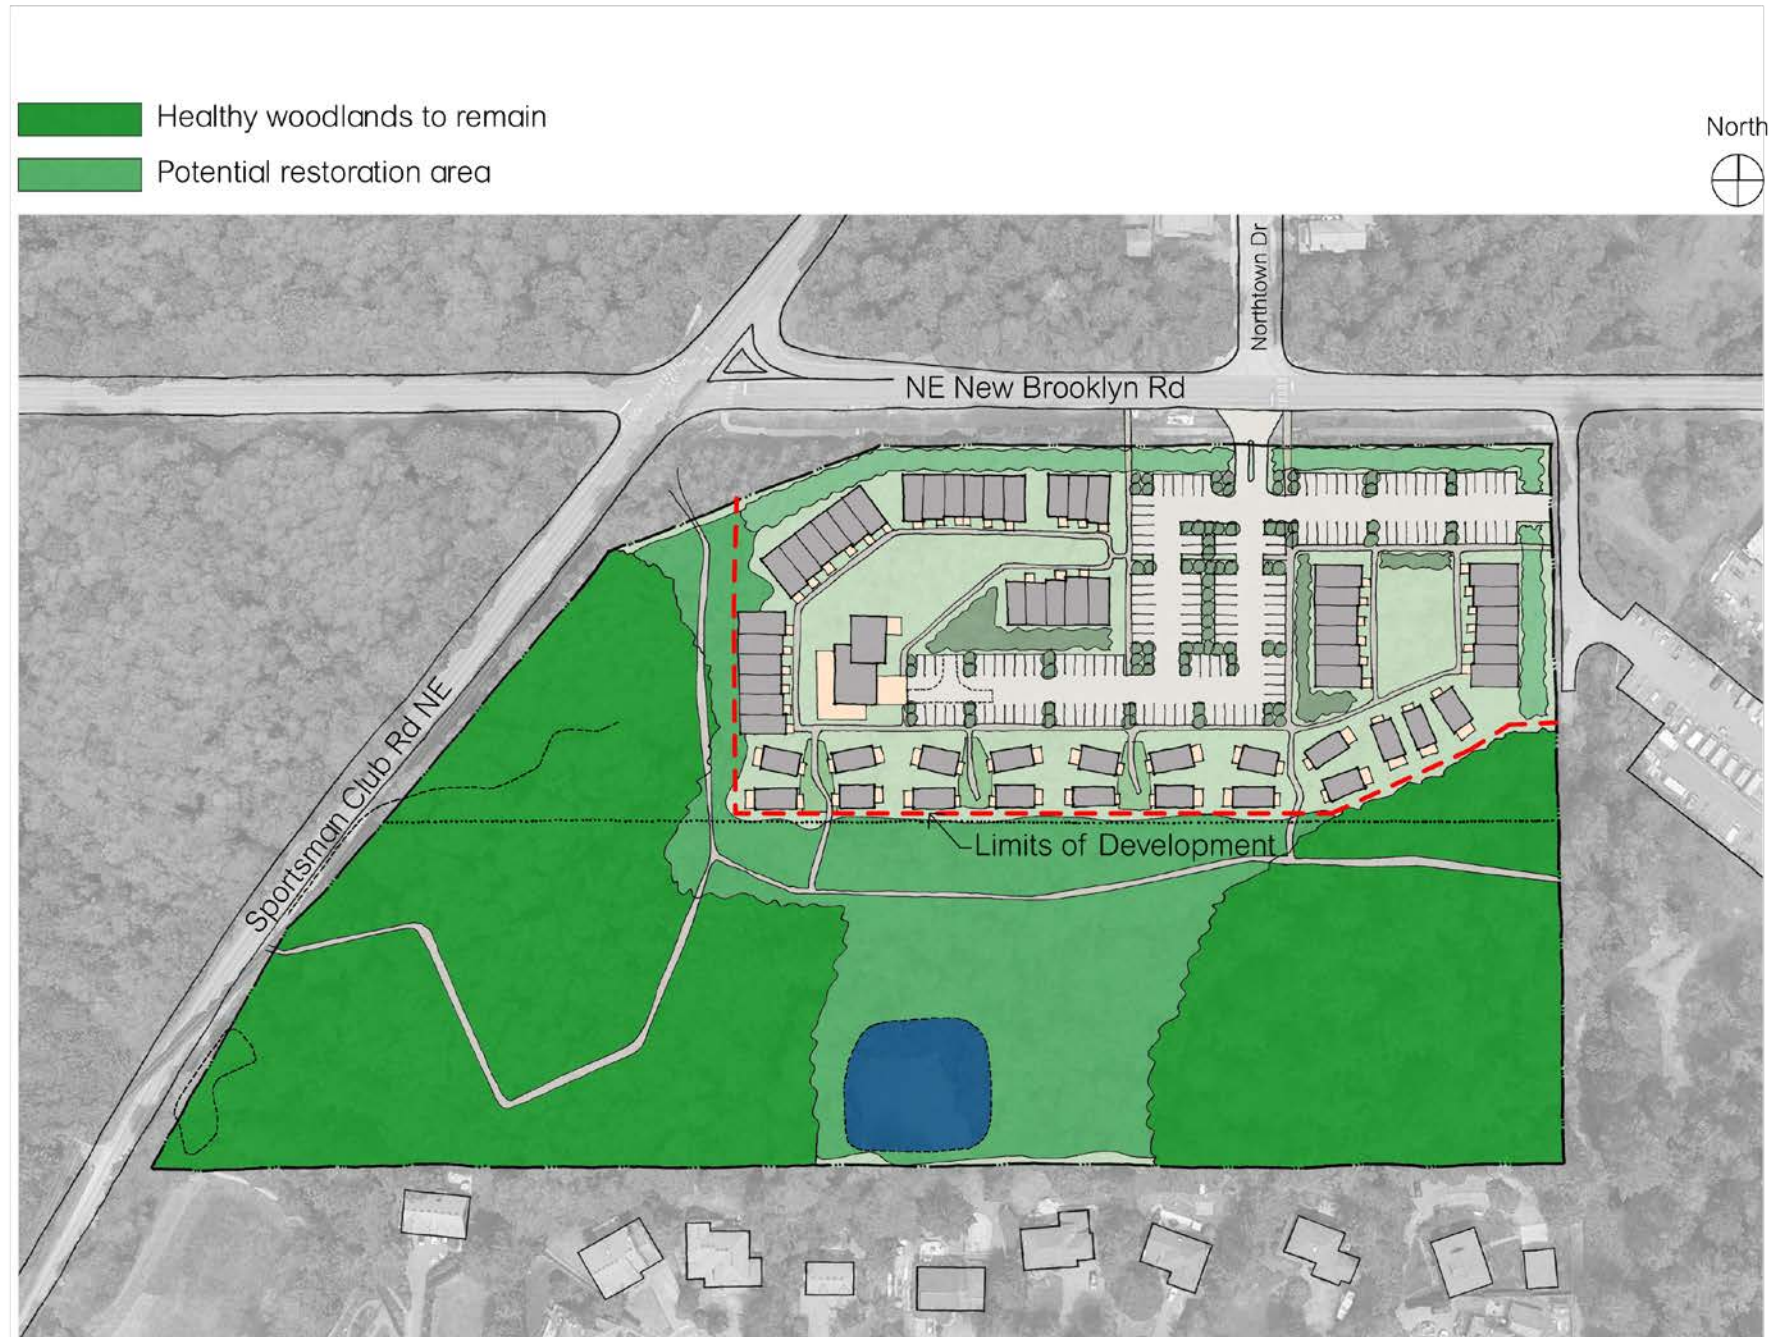 Healthy woodlands to remain
Potential restoration area
North
Northtown Dr
NE New Brooklyn Rd
Sportsman Club Rd NE
Limits of Development